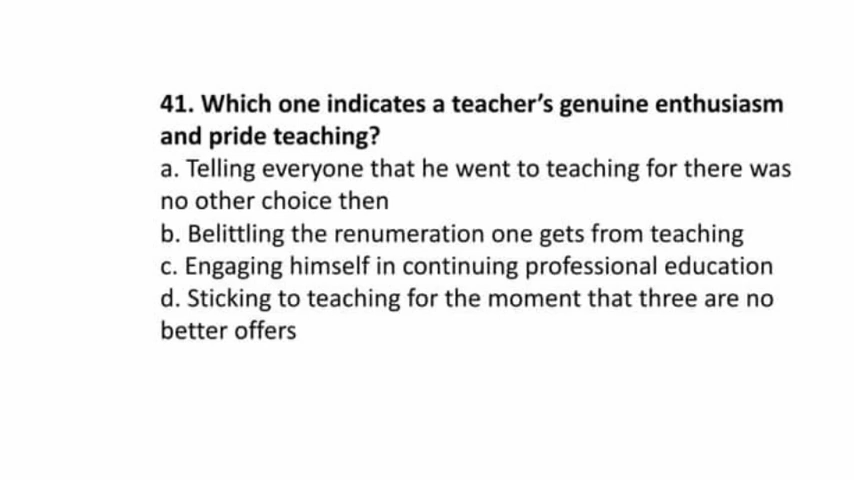 41. Which one indicates a teacher's genuine enthusiasm
and pride teaching?
a. Telling everyone that he went to teaching for there was
no other choice then
b. Belittling the renumeration one gets from teaching
c. Engaging himself in continuing professional education
d. Sticking to teaching for the moment that three are no
better offers